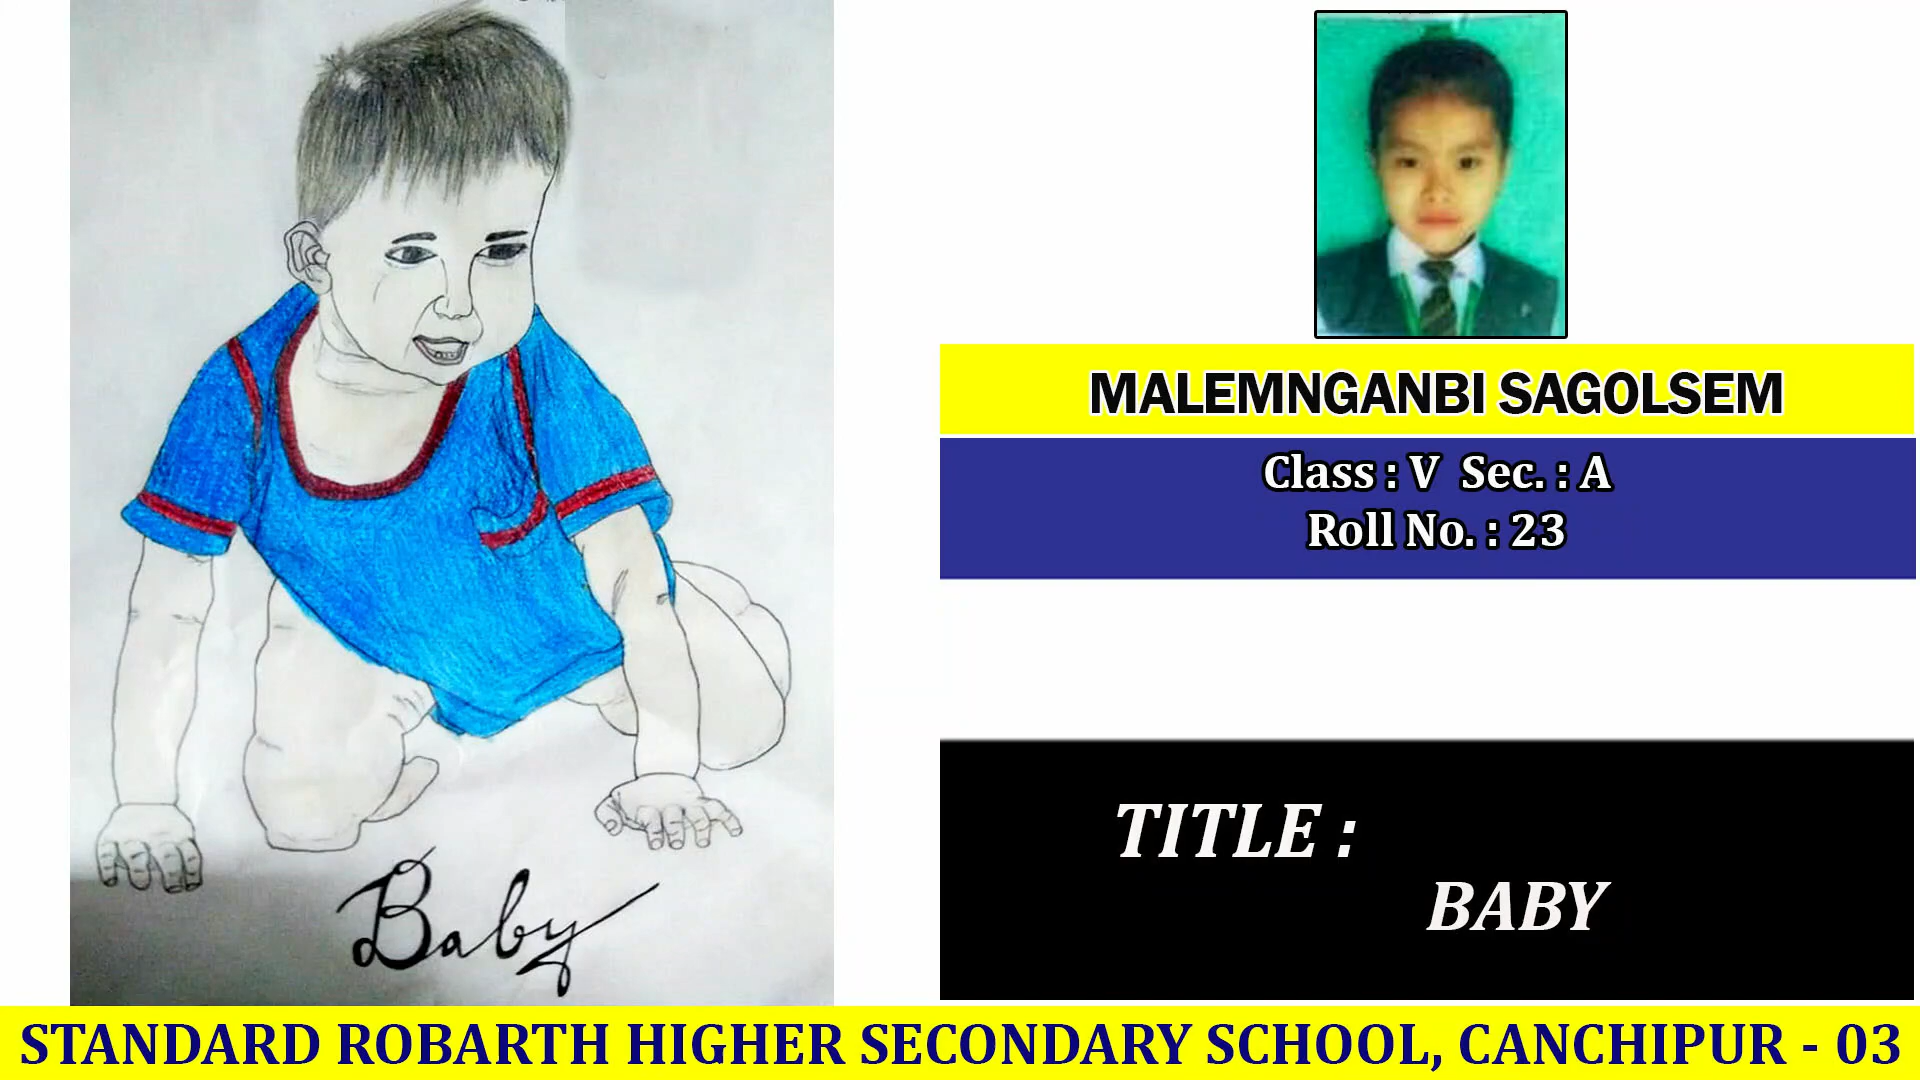 Baby
MALEMNGANBI SAGOLSEM
Class : V Sec. : A
Roll No. : 23
TITLE :
BABY
STANDARD ROBARTH HIGHER SECONDARY SCHOOL, CANCHIPUR - 03